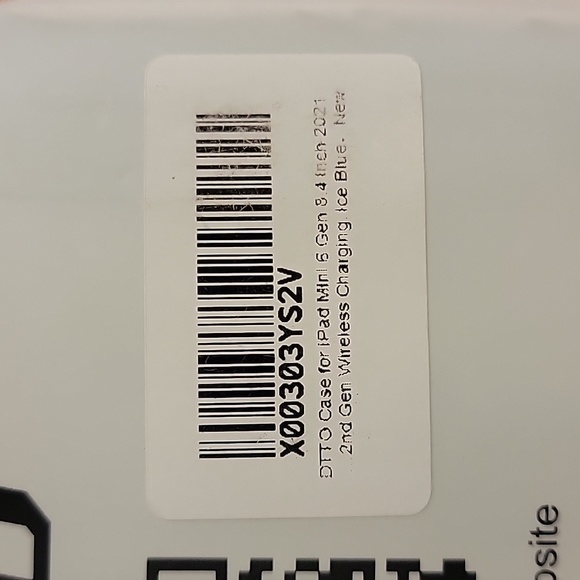 X00303YS2V
DTTO Case for iPad Mini 6 Gen 8.4 Inch 2021
...2nd Gen Wireless Charging, Ice Blue- New